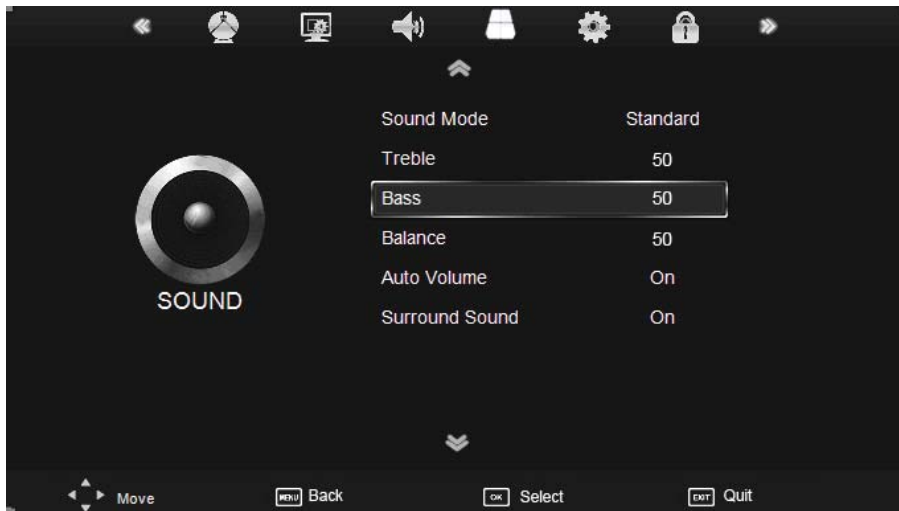 Sound Mode Standard
Treble 50
Bass 50
Balance 50
Auto Volume On
Surround Sound On
SOUND
Move MENU Back OK Select EXIT Quit